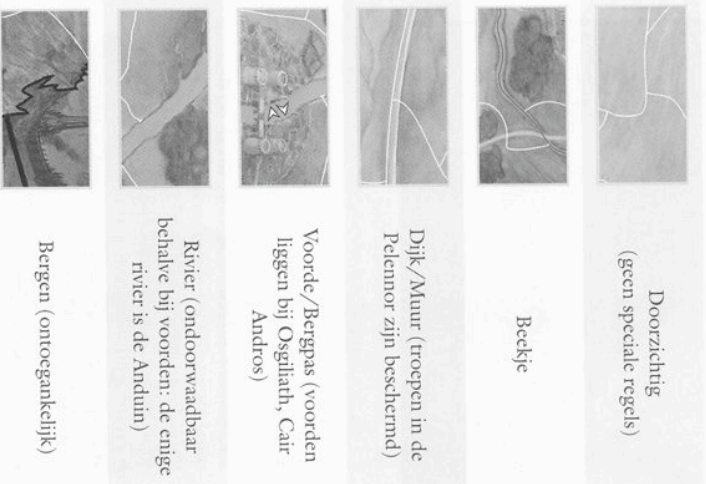 Doorzichtig
(geen speciale regels)
Beekje
Dijk/Muur (troepen in de
Pelennor zijn beschermd)
Voorde/Bergpas (voorden
liggen bij Osgiliath, Cair
Andros)
Rivier (ondoorwaadbaar
behalve bij voorden: de enige
rivier is de Anduin)
Bergen (ontoegankelijk)